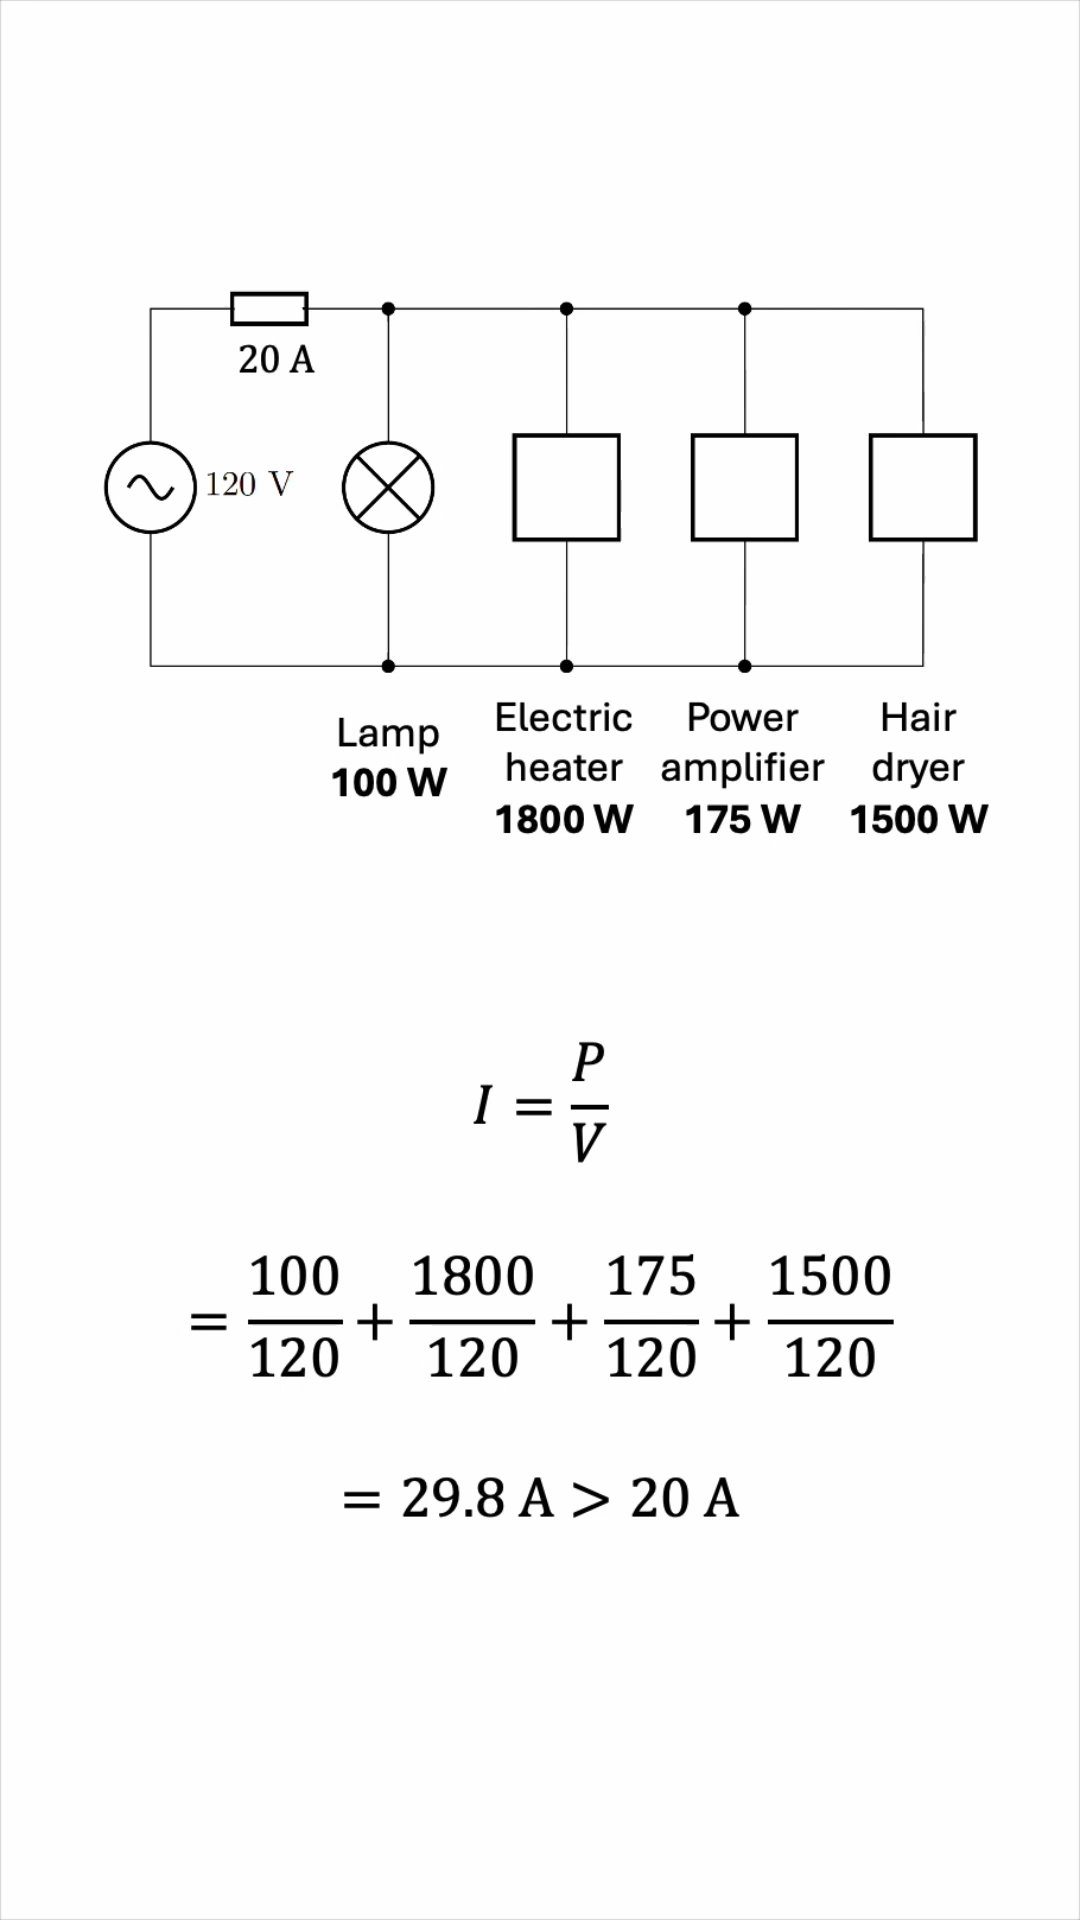 20 A
120 V
Lamp
100 W
Electric
heater
1800 W
Power
amplifier
175 W
Hair
dryer
1500 W
I = P/V
= 100/120 + 1800/120 + 175/120 + 1500/120
= 29.8 A > 20 A